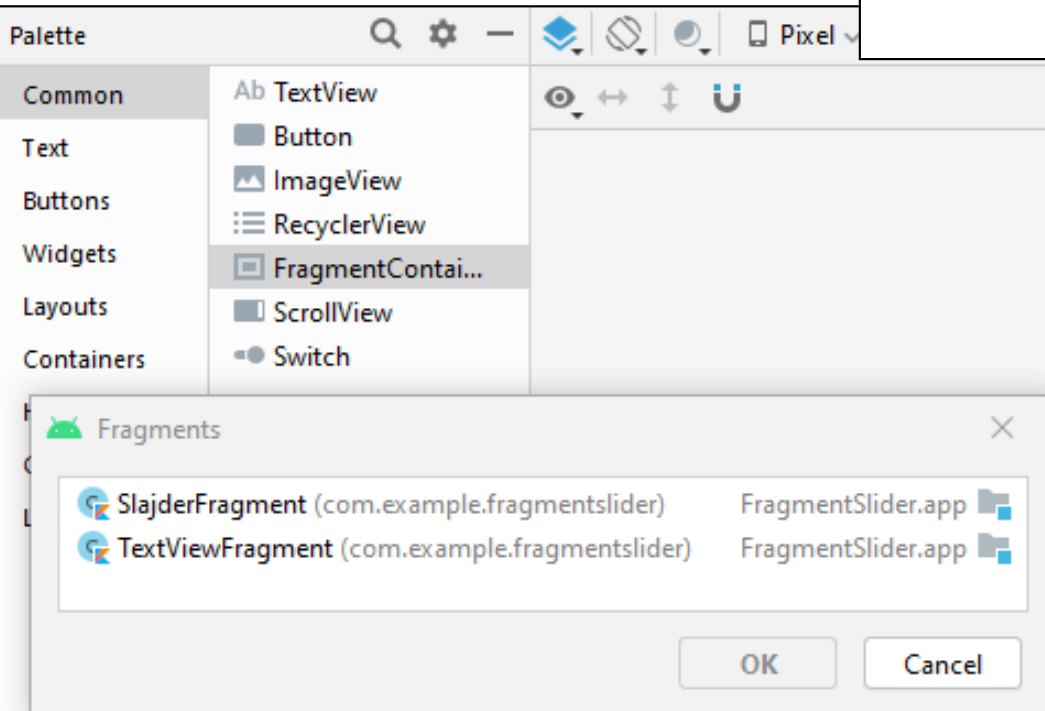 Palette
Pixel
Common
Text
Buttons
Widgets
Layouts
Containers
Ab TextView
Button
ImageView
RecyclerView
FragmentContai...
ScrollView
Switch
Fragments
SlajderFragment (com.example.fragmentslider) FragmentSlider.app
TextViewFragment (com.example.fragmentslider) FragmentSlider.app
OK
Cancel